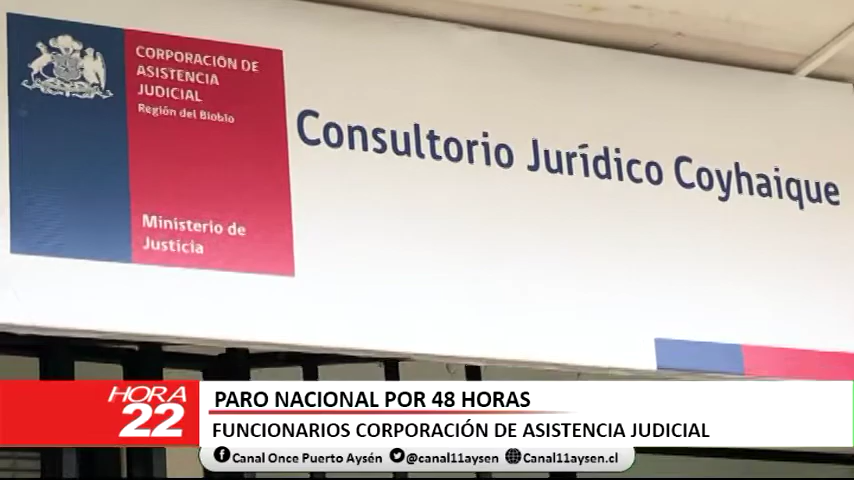 CORPORACIÓN DE
ASISTENCIA
JUDICIAL
Región del Biobío
Ministerio de
Justicia
Consultorio Jurídico Coyhaique
HORA
22
PARO NACIONAL POR 48 HORAS
FUNCIONARIOS CORPORACIÓN DE ASISTENCIA JUDICIAL
Canal Once Puerto Aysén @canal11aysen Canal11aysen.cl